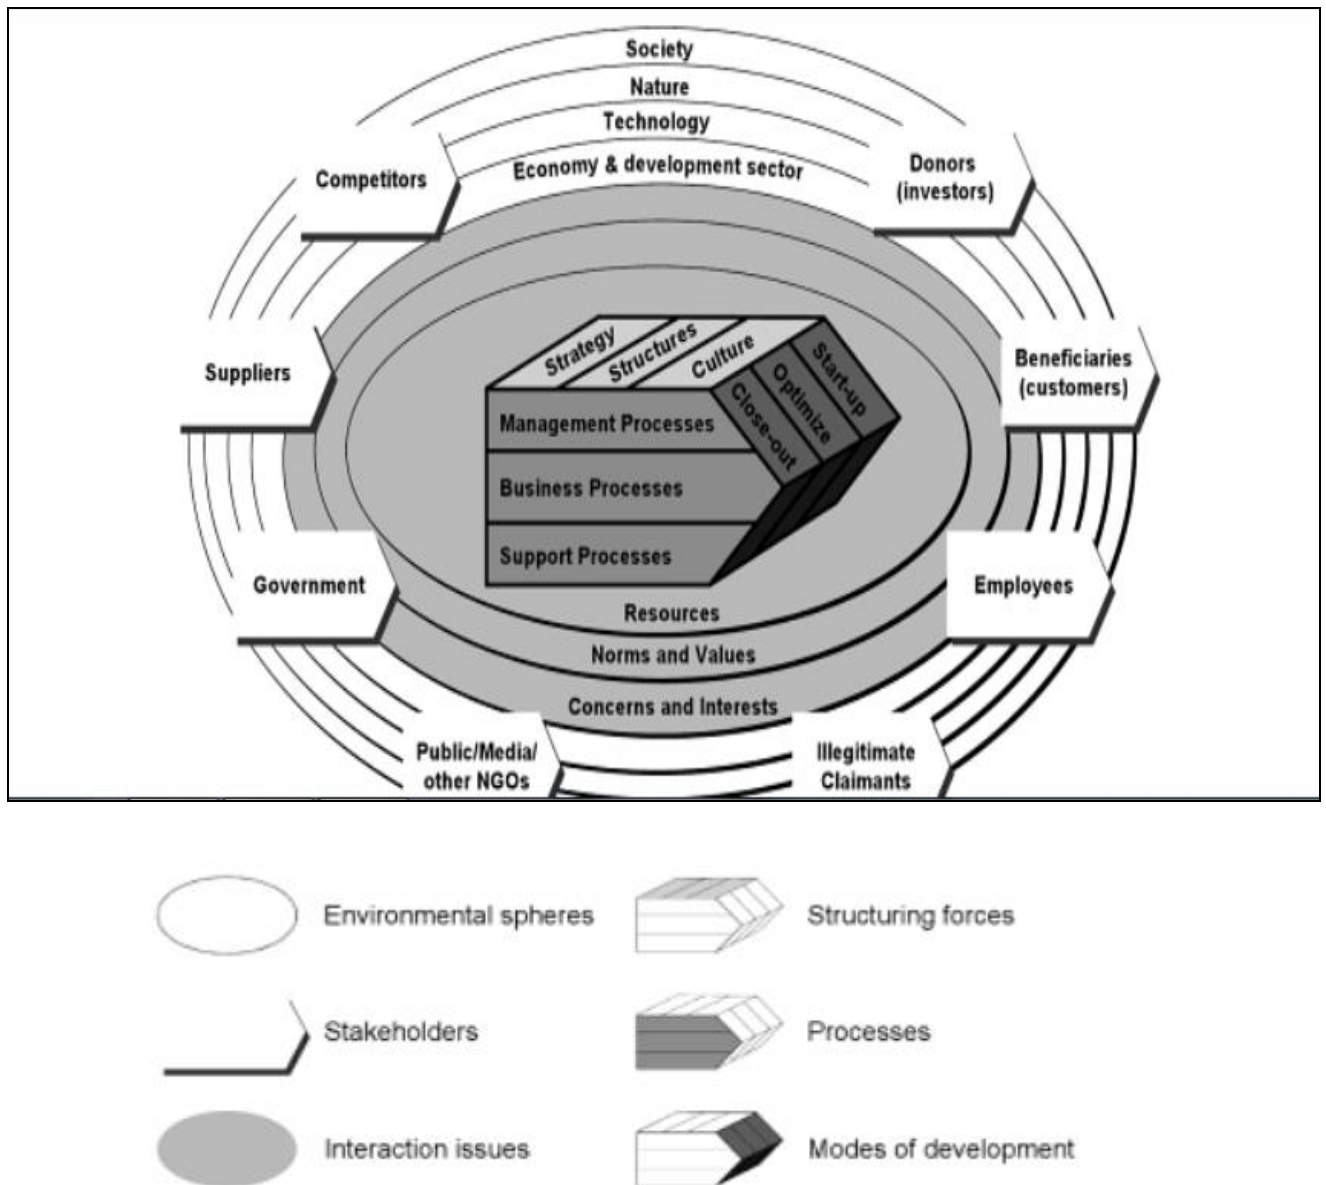 Society
Nature
Technology
Economy & development sector
Competitors
Donors
(investors)
Suppliers
Beneficiaries
(customers)
Strategy
Structures
Culture
Start-up
Optimize
Close-out
Management Processes
Business Processes
Support Processes
Government
Employees
Resources
Norms and Values
Concerns and Interests
Public/Media/
other NGOs
Illegitimate
Claimants
Environmental spheres
Structuring forces
Stakeholders
Processes
Interaction issues
Modes of development